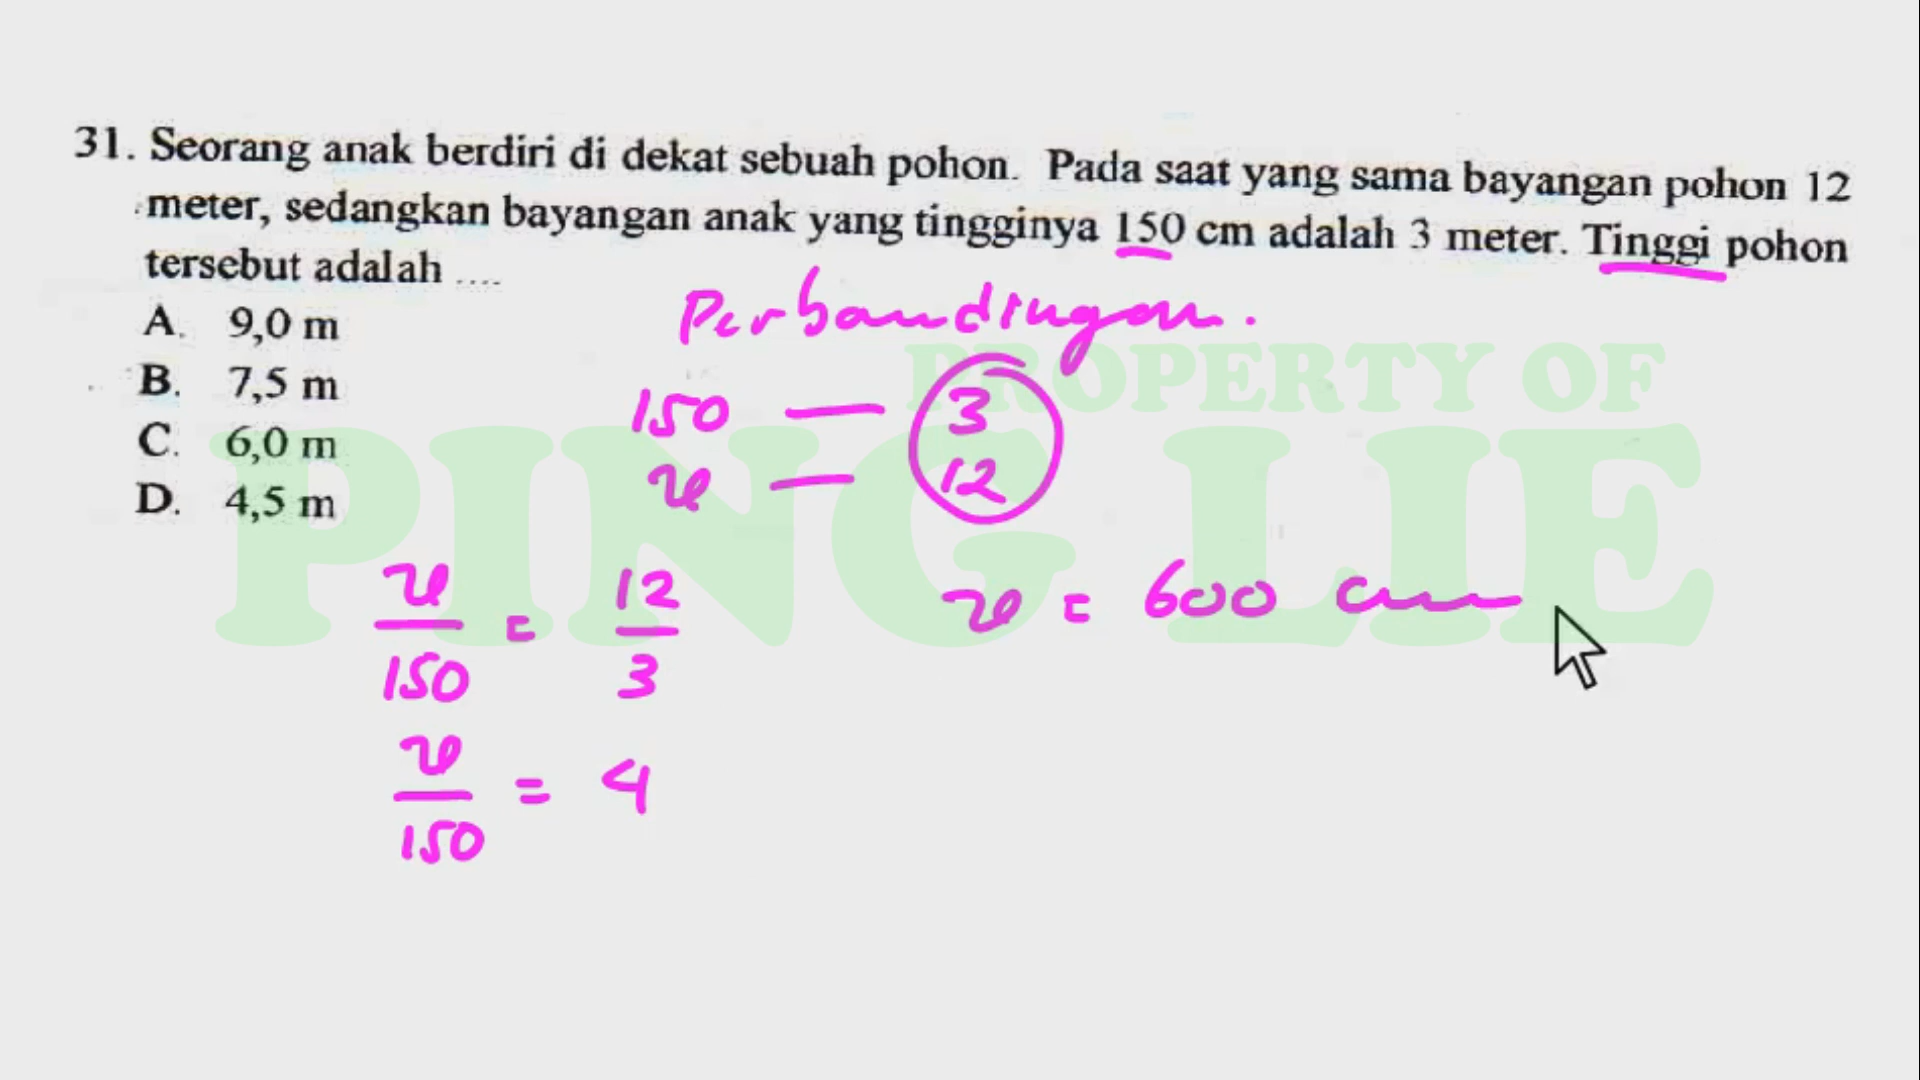 31. Seorang anak berdiri di dekat sebuah pohon. Pada saat yang sama bayangan pohon 12
meter, sedangkan bayangan anak yang tingginya 150 cm adalah 3 meter. Tinggi pohon
tersebut adalah ....
A. 9,0 m
B. 7,5 m
C. 6,0 m
D. 4,5 m
Perbandingan.
150 — 3
x — 12
x/150 = 12/3
x/150 = 4
x = 600 cm
PROPERTY OF
PING LIE